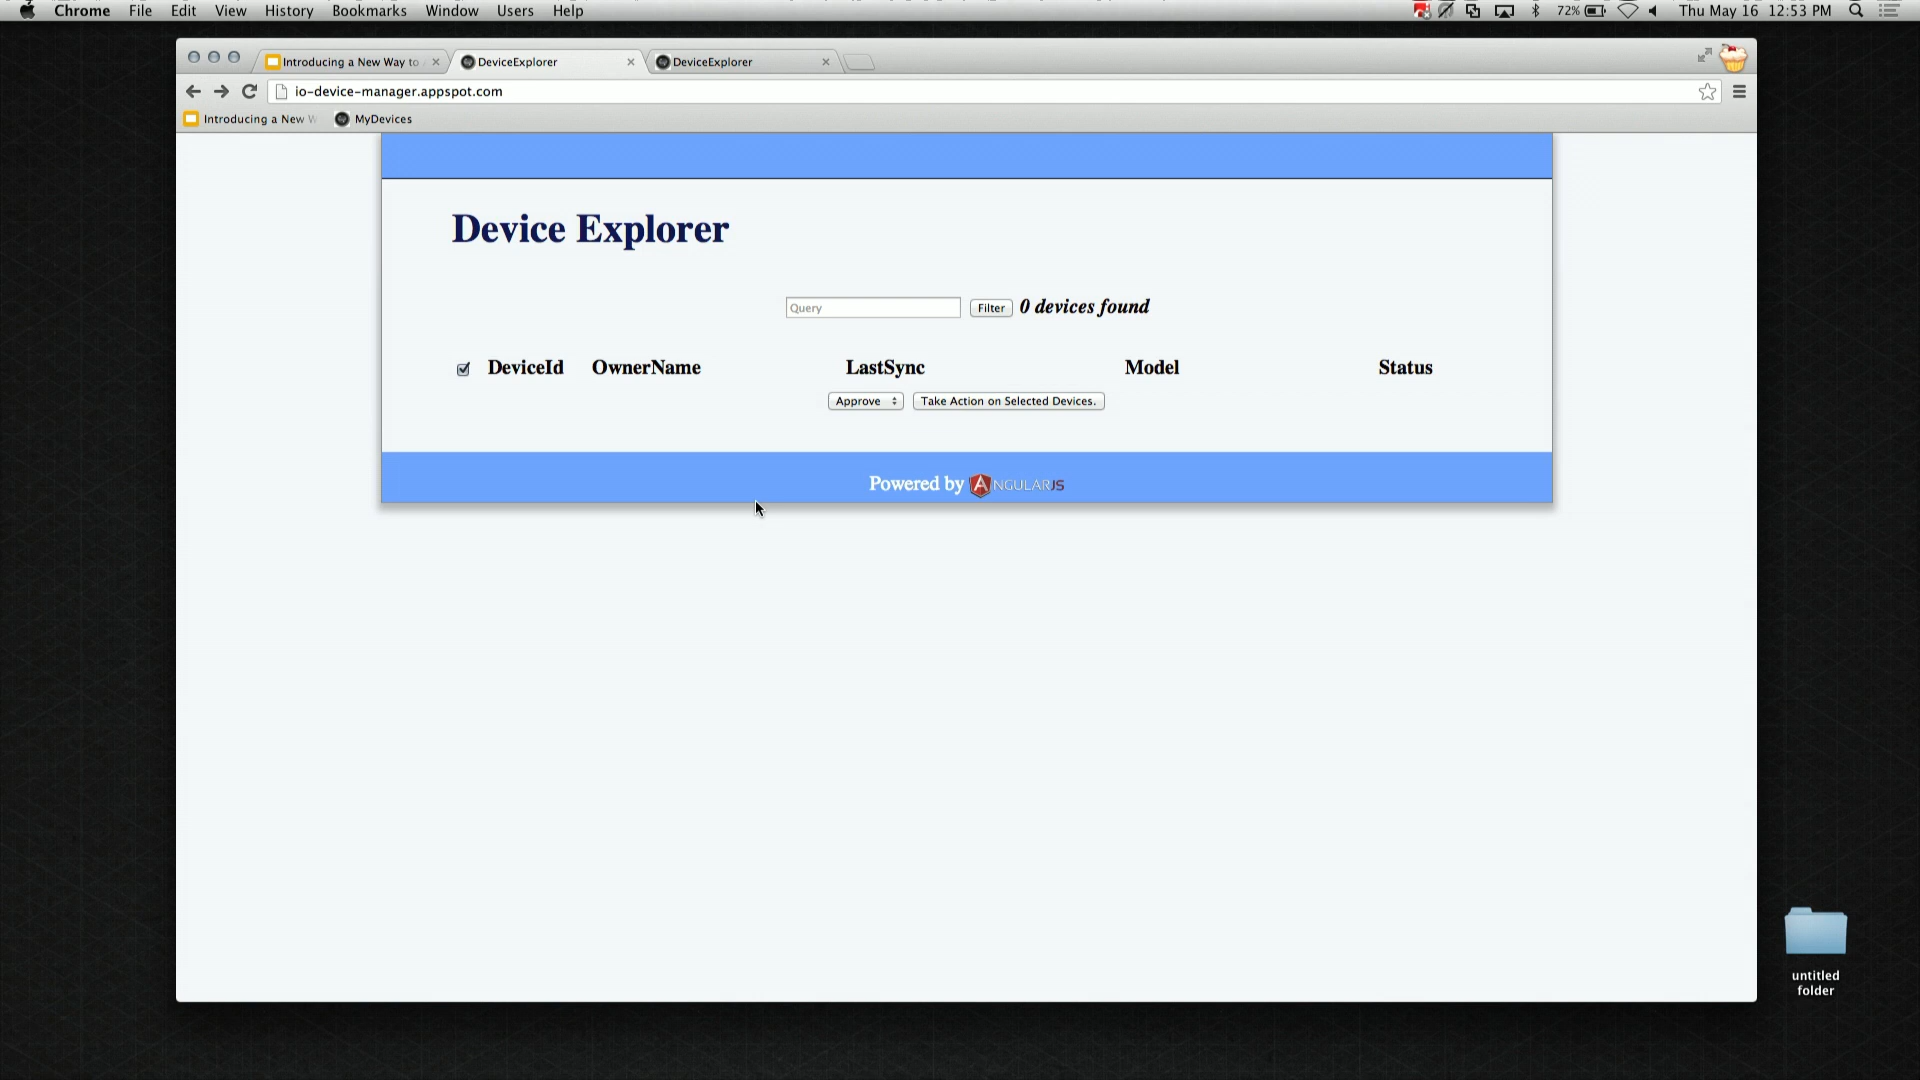 Chrome File Edit View History Bookmarks Window Users Help 72% Thu May 16 12:53 PM
Introducing a New Way to DeviceExplorer DeviceExplorer
io-device-manager.appspot.com
Introducing a New MyDevices
Device Explorer
Query Filter 0 devices found
DeviceId OwnerName LastSync Model Status
Approve Take Action on Selected Devices.
Powered by ANGULARJS
untitled
folder